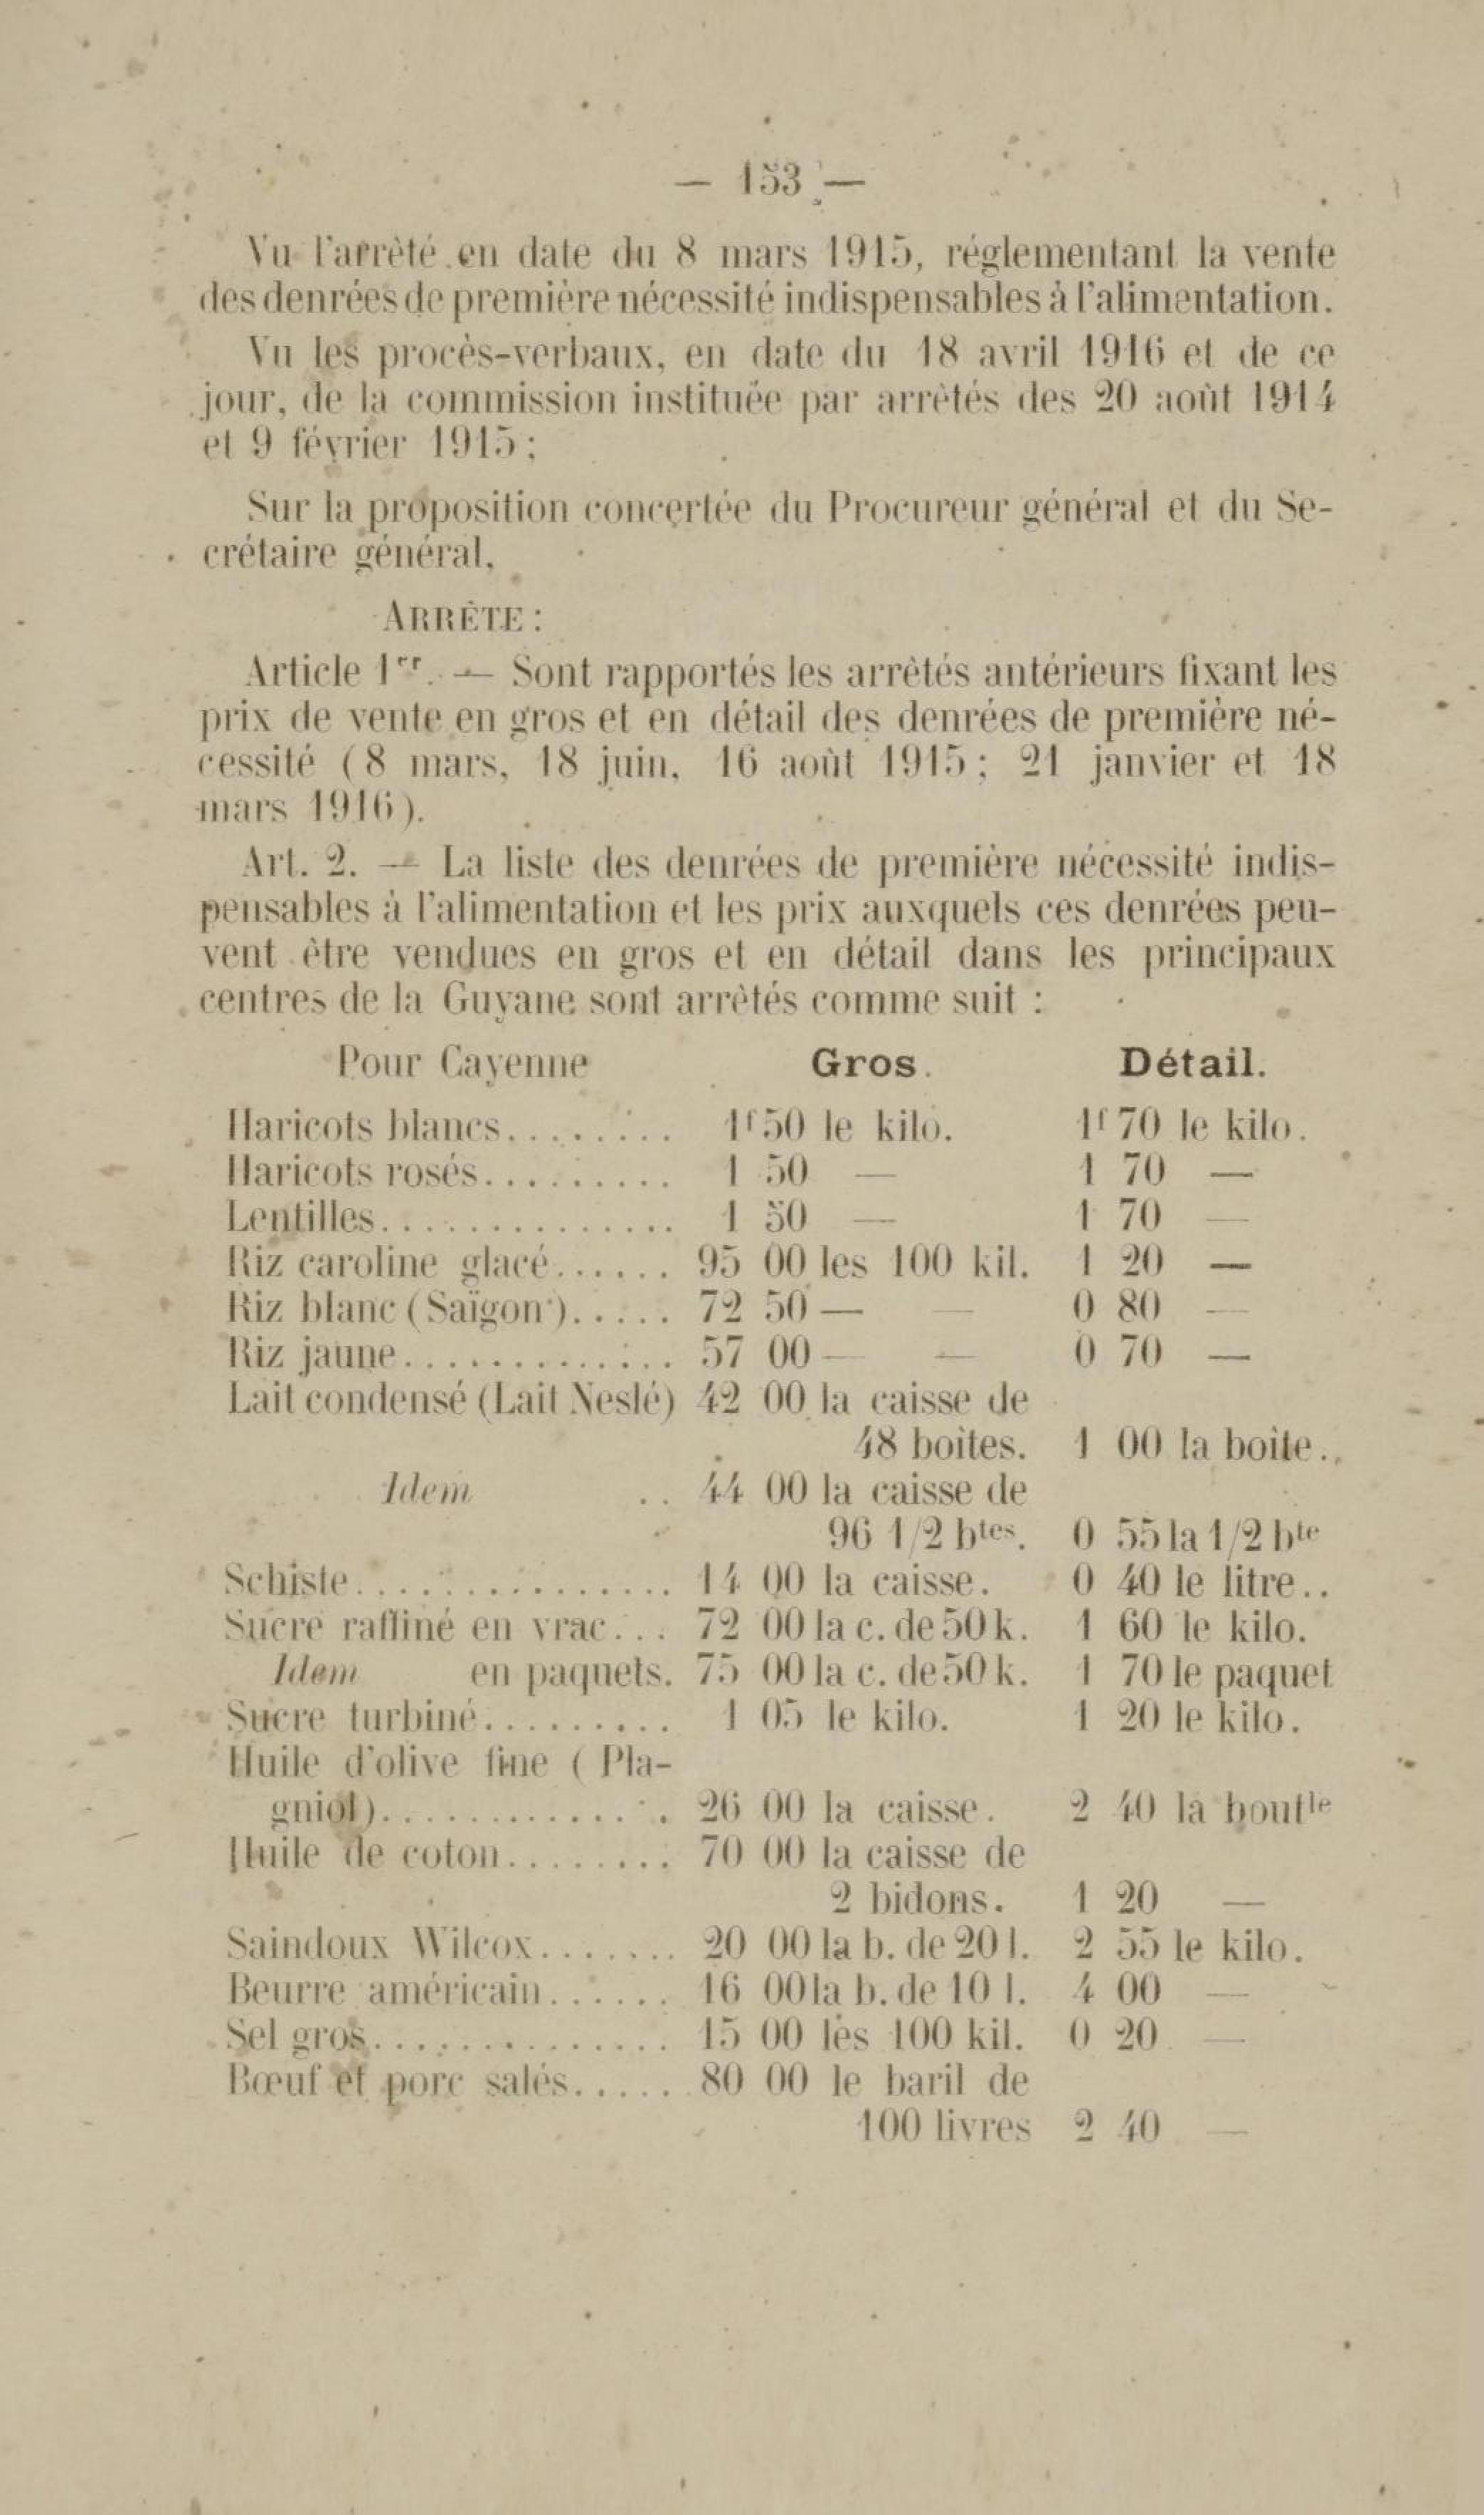 — 153 —
Vu l'arrêté en date du 8 mars 1915, réglementant la vente
des denrées de première nécessité indispensables à l'alimentation.
Vu les procès-verbaux, en date du 18 avril 1916 et de ce
jour, de la commission instituée par arrêtés des 20 août 1914
et 9 février 1915;
Sur la proposition concertée du Procureur général et du Se-
crétaire général,
ARRÊTE:
Article 1er. — Sont rapportés les arrêtés antérieurs fixant les
prix de vente en gros et en détail des denrées de première né-
cessité (8 mars, 18 juin, 16 août 1915; 21 janvier et 18
mars 1916).
Art. 2. — La liste des denrées de première nécessité indis-
pensables à l'alimentation et les prix auxquels ces denrées peu-
vent être vendues en gros et en détail dans les principaux
centres de la Guyane sont arrêtés comme suit :
Pour Cayenne Gros. Détail.
Haricots blancs........ 1f 50 le kilo. 1f 70 le kilo.
Haricots rosés.......... 1 50 — 1 70 —
Lentilles............... 1 50 — 1 70 —
Riz caroline glacé...... 95 00 les 100 kil. 1 20 —
Riz blanc (Saïgon)..... 72 50 — — 0 80 —
Riz jaune.............. 57 00 — — 0 70 —
Lait condensé (Lait Neslé) 42 00 la caisse de
48 boîtes. 1 00 la boîte..
Idem .. 44 00 la caisse de
96 1/2 btes. 0 55 la 1/2 bte
Schiste................ 14 00 la caisse. 0 40 le litre..
Sucre raffiné en vrac... 72 00 la c. de 50 k. 1 60 le kilo.
Idem en paquets. 75 00 la c. de 50 k. 1 70 le paquet
Sucre turbiné.......... 1 05 le kilo. 1 20 le kilo.
Huile d'olive fine (Pla-
gniol).............. 26 00 la caisse. 2 40 la boutle
Huile de coton........ 70 00 la caisse de
2 bidons. 1 20 —
Saindoux Wilcox....... 20 00 la b. de 20 l. 2 55 le kilo.
Beurre américain...... 16 00 la b. de 10 l. 4 00 —
Sel gros............... 15 00 les 100 kil. 0 20 —
Bœuf et porc salés...... 80 00 le baril de
100 livres 2 40 —